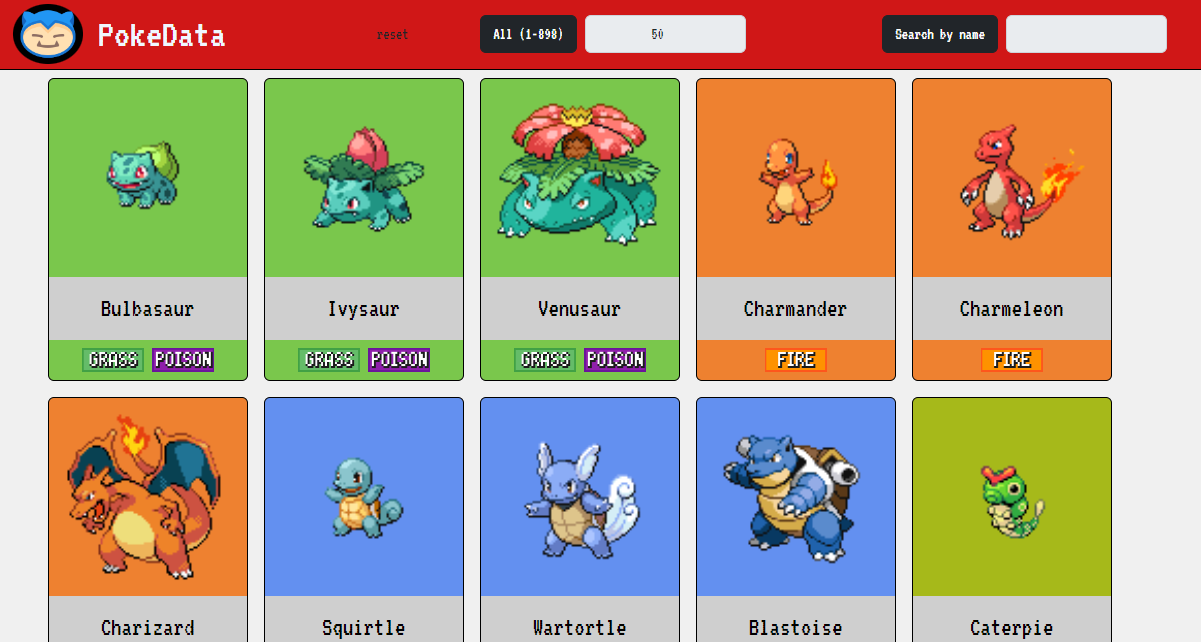 PokeData reset All (1-898) 50 Search by name
Bulbasaur Ivysaur Venusaur Charmander Charmeleon
GRASS POISON GRASS POISON GRASS POISON FIRE FIRE
Charizard Squirtle Wartortle Blastoise Caterpie